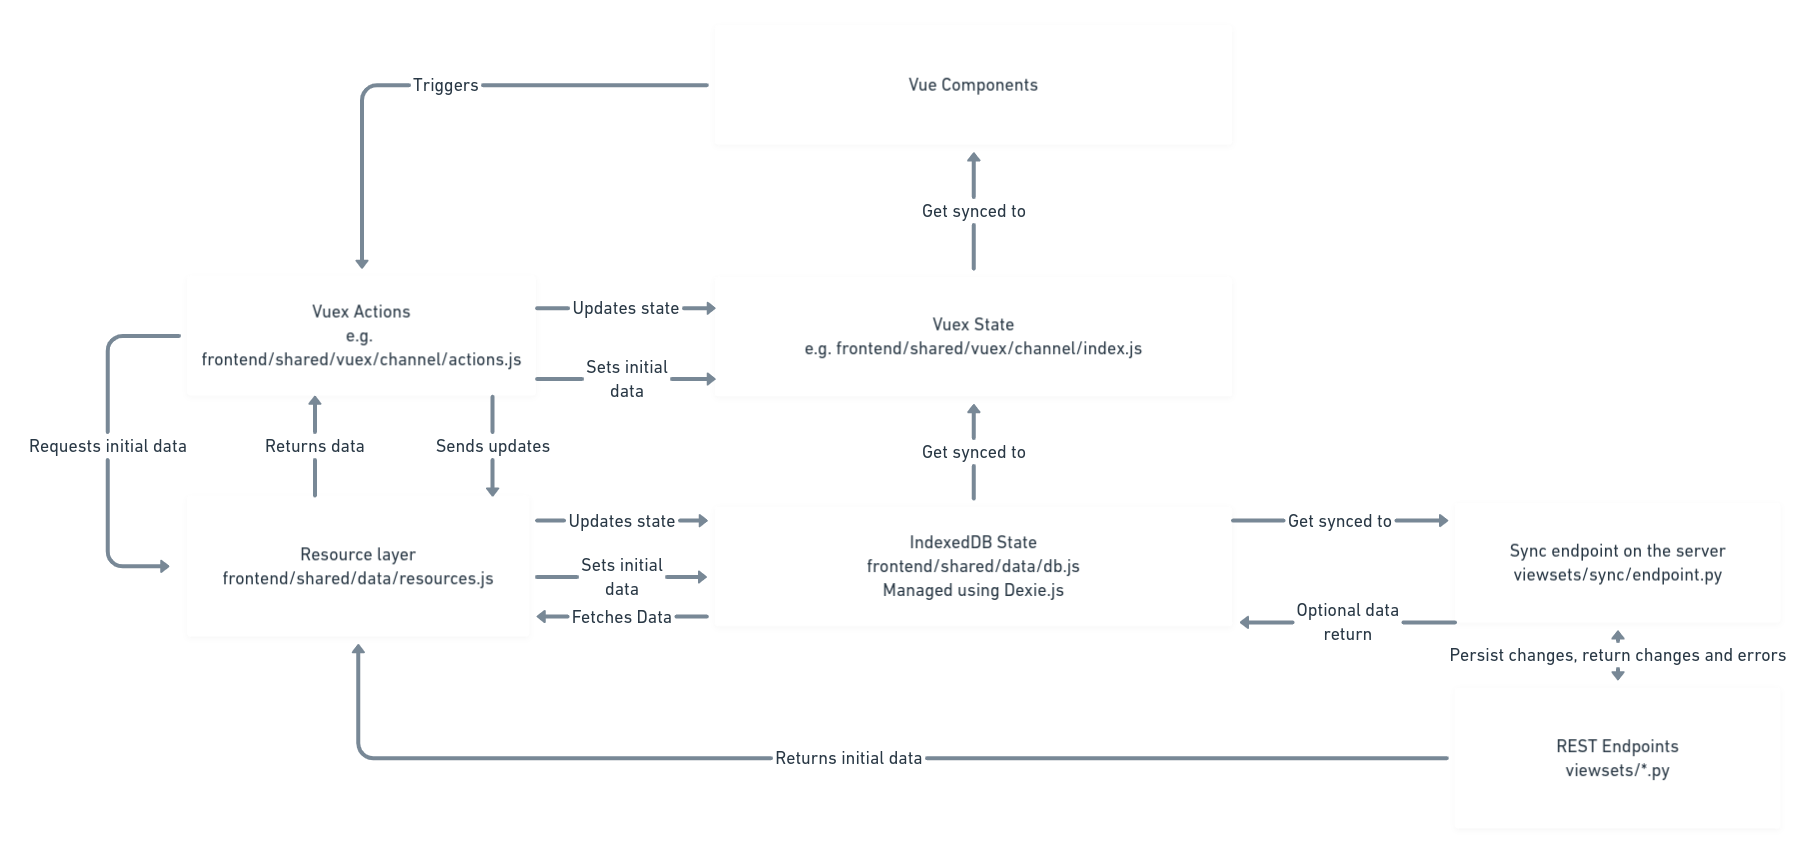 Triggers
Vue Components
Get synced to
Vuex Actions
e.g.
frontend/shared/vuex/channel/actions.js
Updates state
Sets initial
data
Vuex State
e.g. frontend/shared/vuex/channel/index.js
Requests initial data
Returns data
Sends updates
Get synced to
Resource layer
frontend/shared/data/resources.js
Updates state
Sets initial
data
Fetches Data
IndexedDB State
frontend/shared/data/db.js
Managed using Dexie.js
Get synced to
Optional data
return
Sync endpoint on the server
viewsets/sync/endpoint.py
Persist changes, return changes and errors
Returns initial data
REST Endpoints
viewsets/*.py